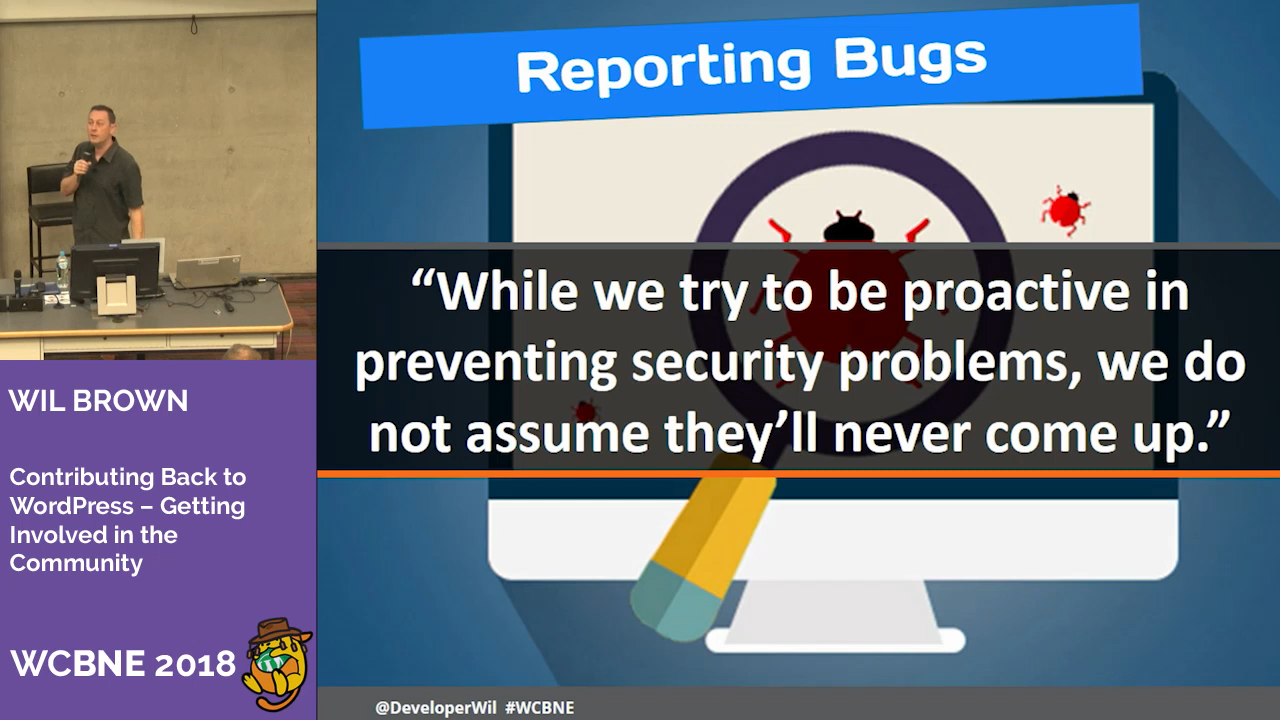 Reporting Bugs
“While we try to be proactive in
preventing security problems, we do
not assume they’ll never come up.”
WIL BROWN
Contributing Back to
WordPress – Getting
Involved in the
Community
WCBNE 2018
@DeveloperWil #WCBNE